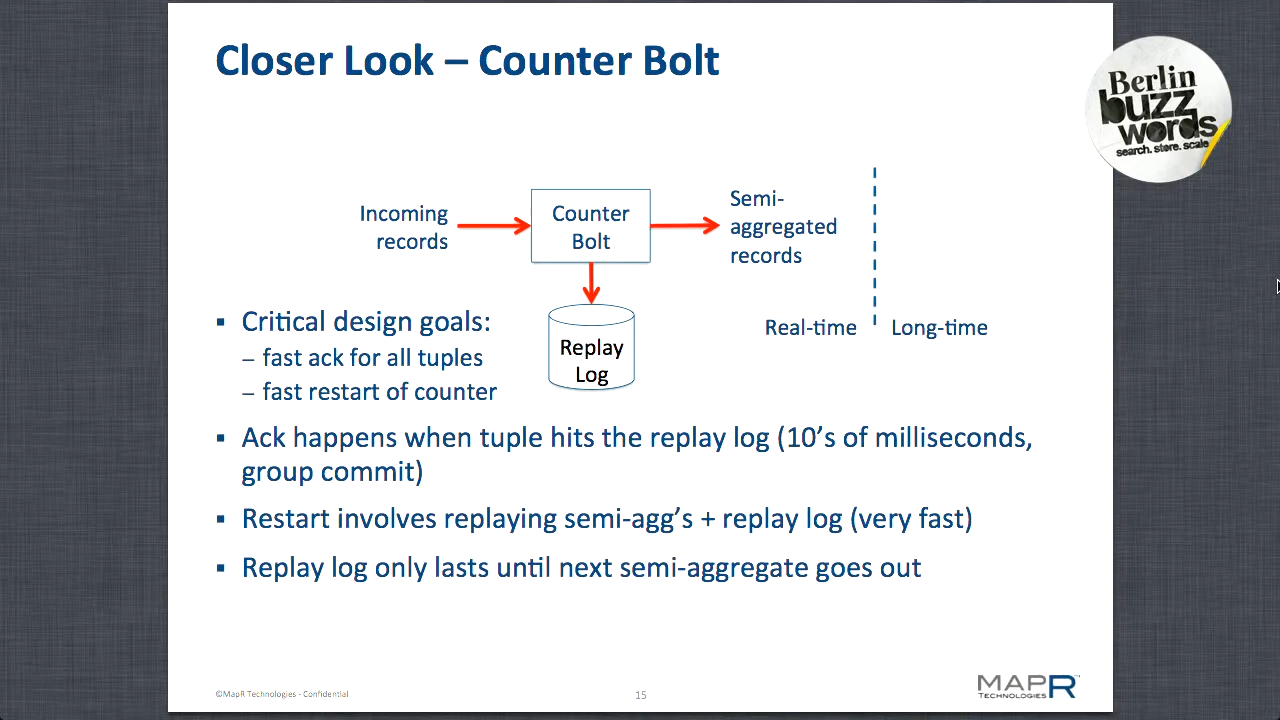 Closer Look – Counter Bolt
Berlin
buzz
words
search. store. scale
Incoming
records
Counter
Bolt
Semi-
aggregated
records
Replay
Log
Real-time
Long-time
▪ Critical design goals:
– fast ack for all tuples
– fast restart of counter
▪ Ack happens when tuple hits the replay log (10’s of milliseconds,
group commit)
▪ Restart involves replaying semi-agg’s + replay log (very fast)
▪ Replay log only lasts until next semi-aggregate goes out
©MapR Technologies - Confidential
15
MAPR
TECHNOLOGIES